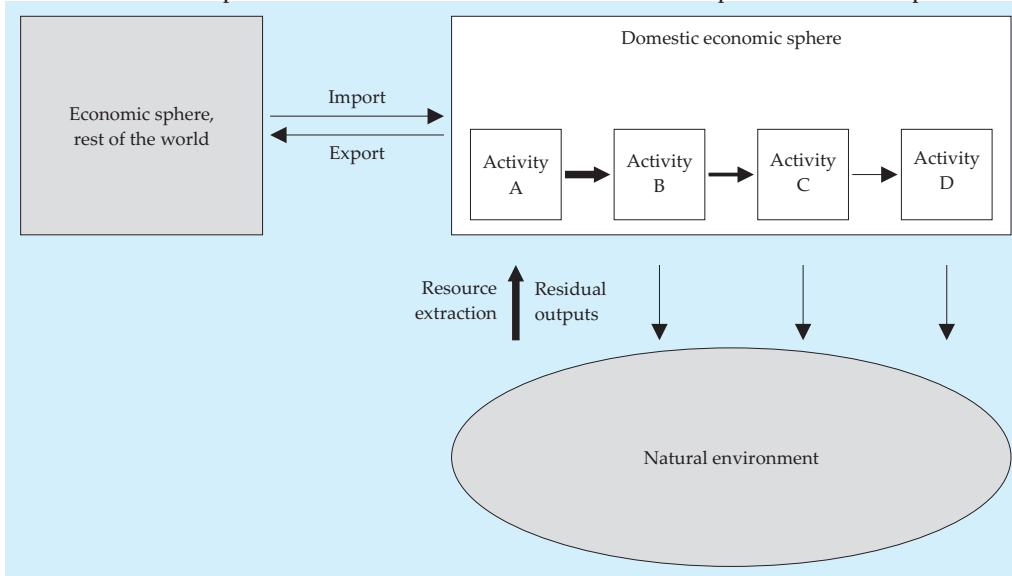 Domestic economic sphere
Economic sphere,
rest of the world
Import
Export
Activity
A
Activity
B
Activity
C
Activity
D
Resource
extraction
Residual
outputs
Natural environment